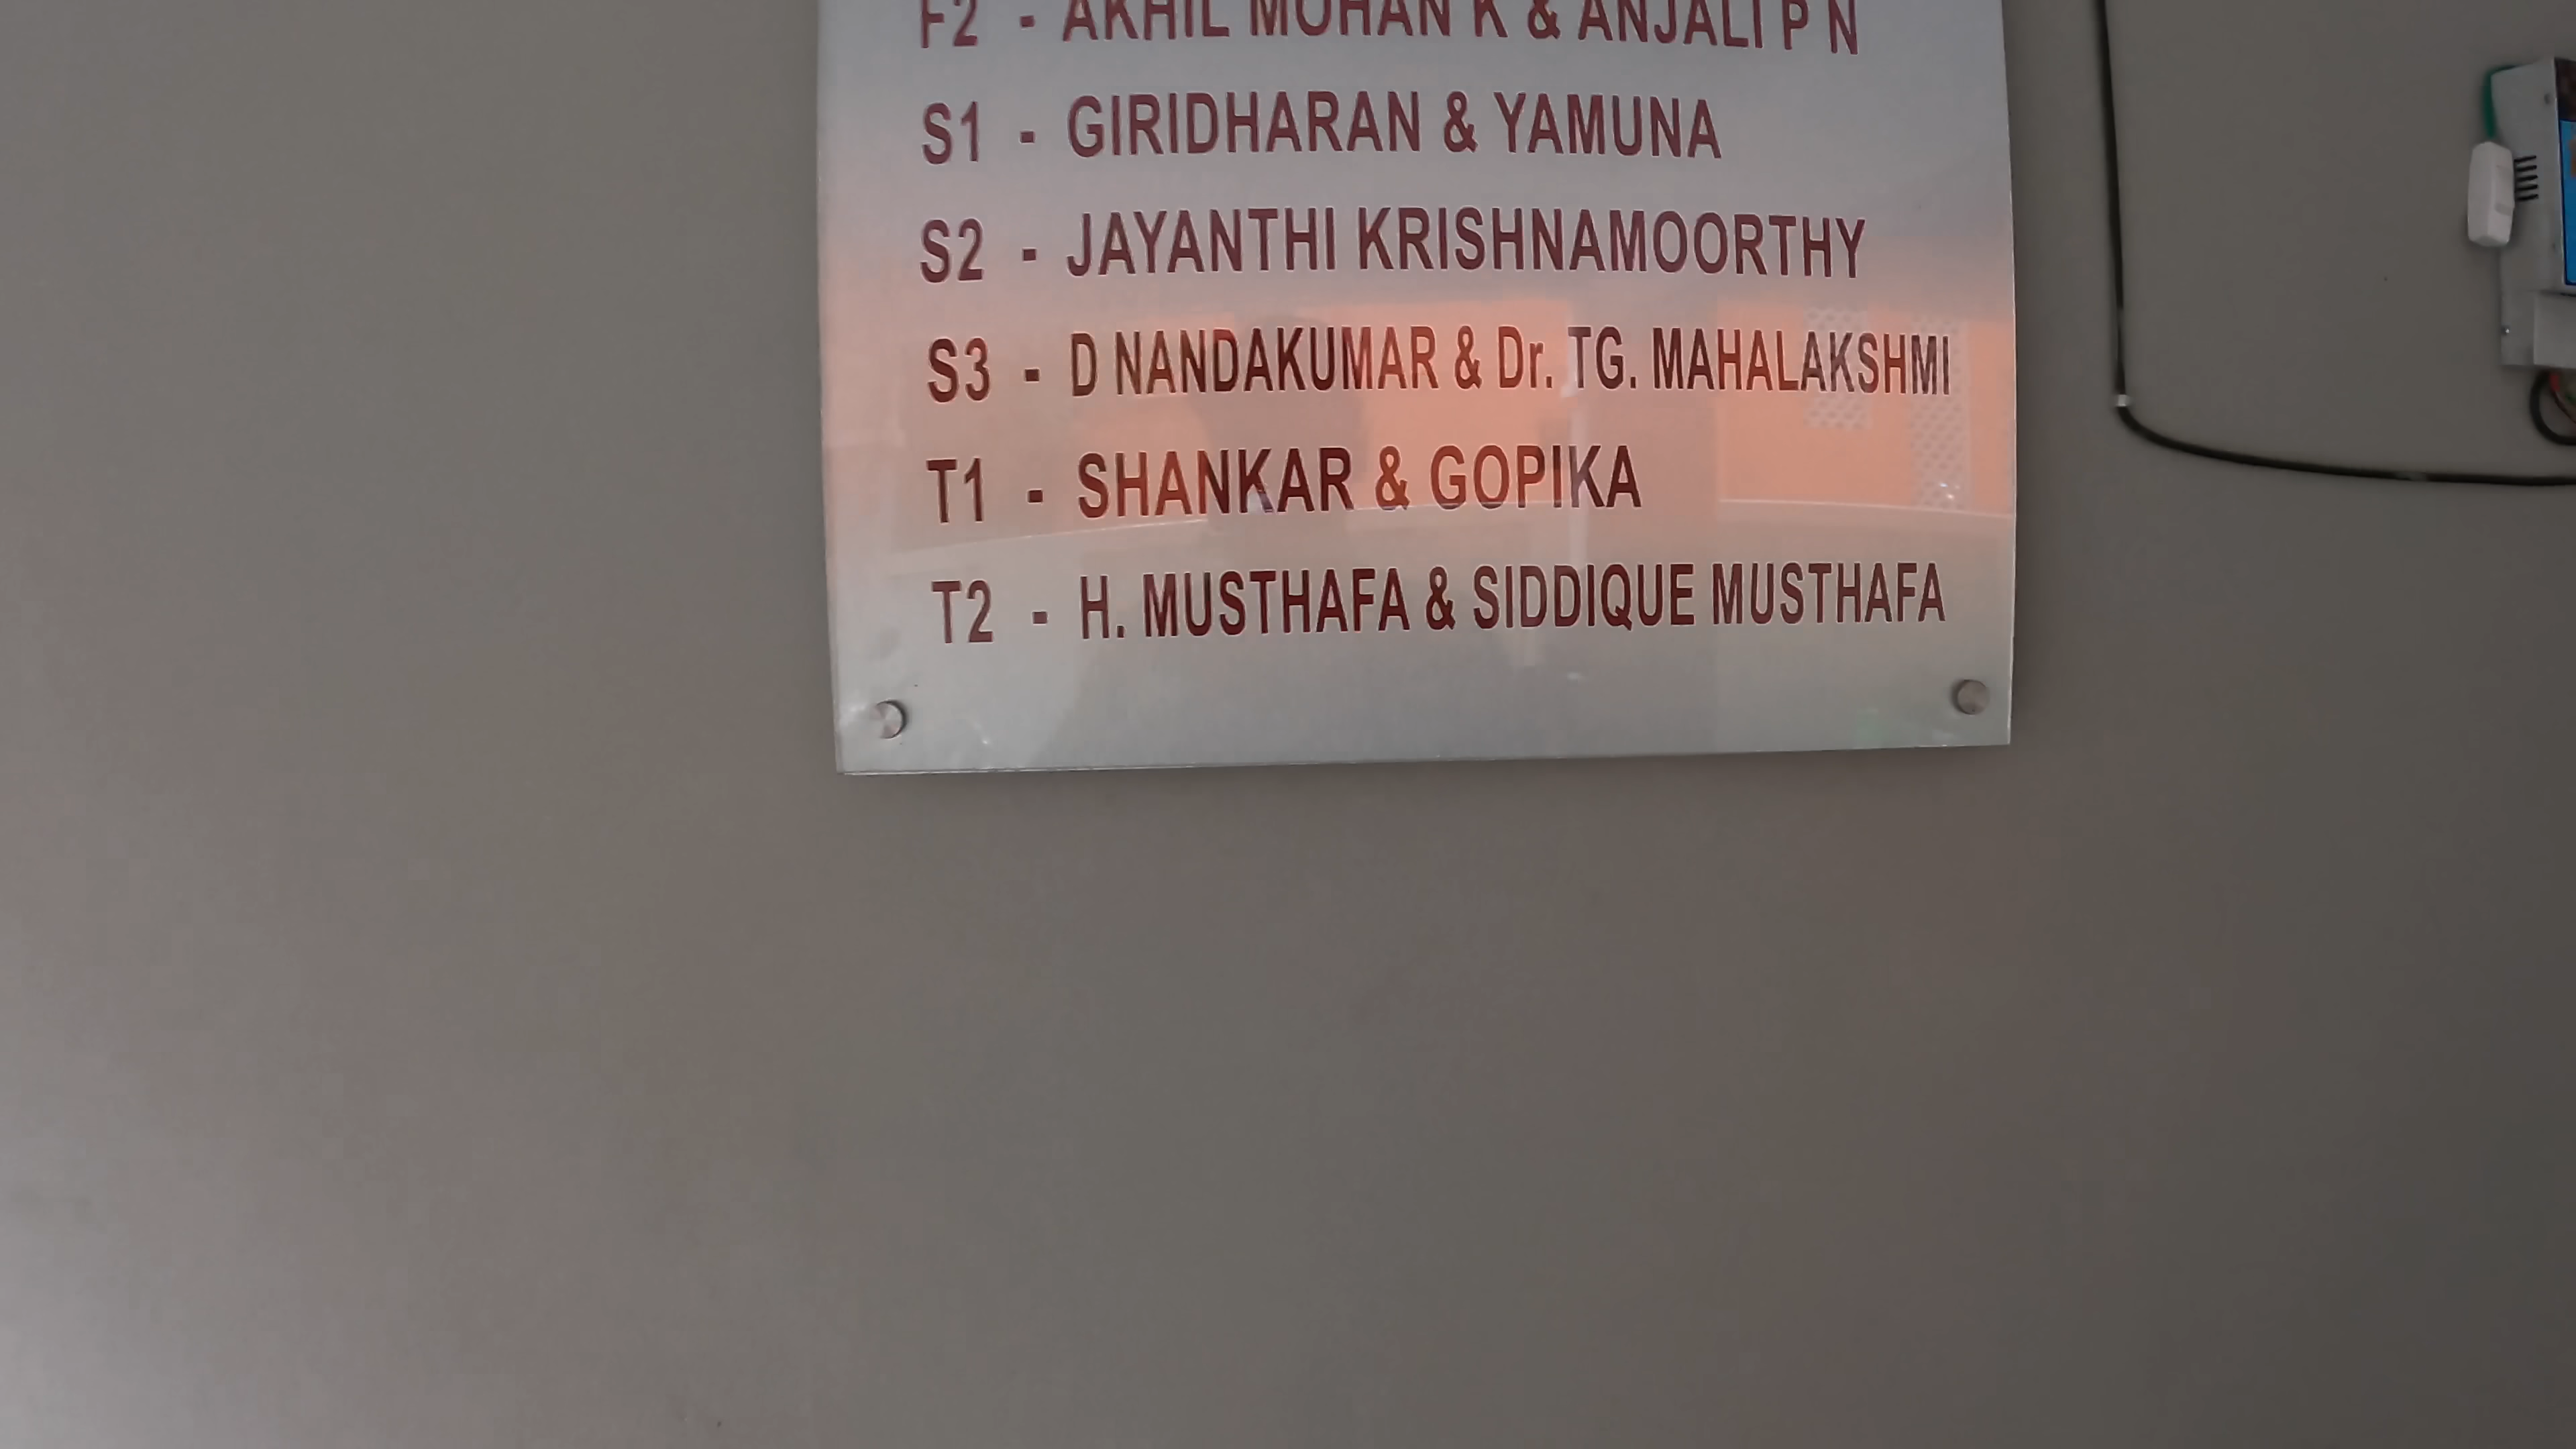 F2 - AKHIL MOHAN K & ANJALI P N
S1 - GIRIDHARAN & YAMUNA
S2 - JAYANTHI KRISHNAMOORTHY
S3 - D NANDAKUMAR & Dr. TG. MAHALAKSHMI
T1 - SHANKAR & GOPIKA
T2 - H. MUSTHAFA & SIDDIQUE MUSTHAFA